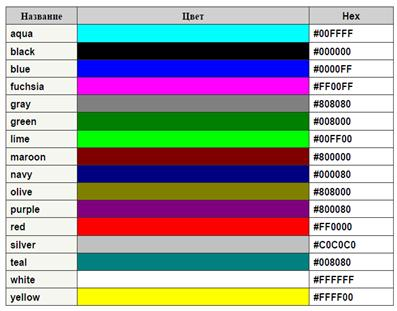 Название Цвет Hex
aqua #00FFFF
black #000000
blue #0000FF
fuchsia #FF00FF
gray #808080
green #008000
lime #00FF00
maroon #800000
navy #000080
olive #808000
purple #800080
red #FF0000
silver #C0C0C0
teal #008080
white #FFFFFF
yellow #FFFF00